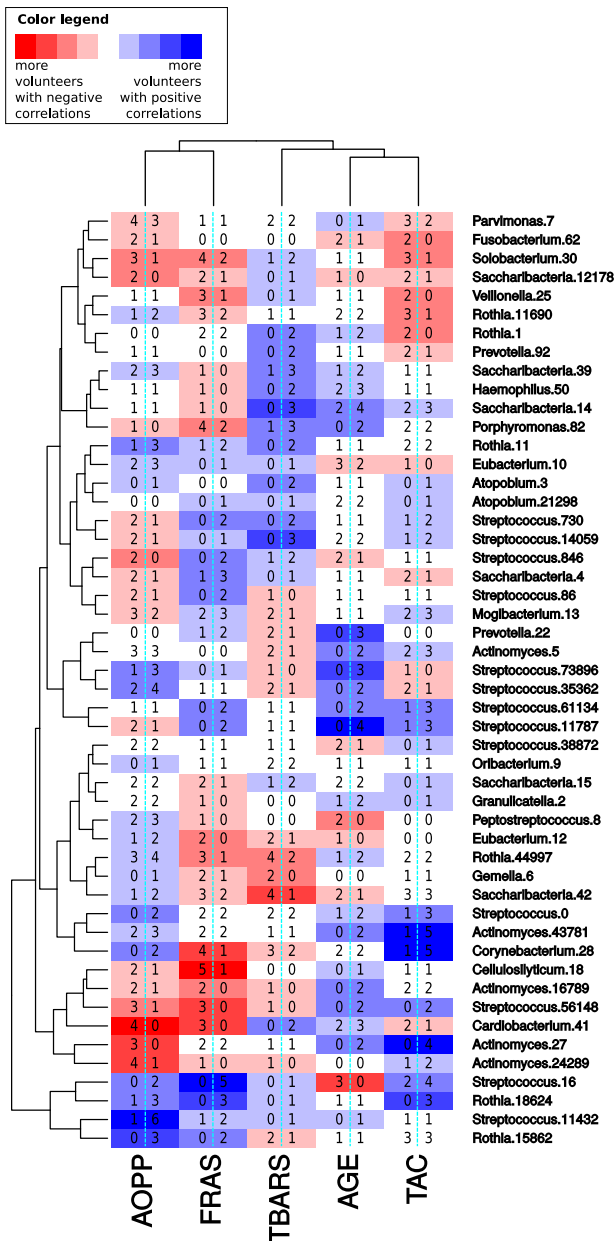 Color legend
more more
volunteers volunteers
with negative with positive
correlations correlations
4 3 1 1 2 2 0 1 3 2 Parvimonas.7
2 1 0 0 0 0 2 1 2 0 Fusobacterium.62
3 1 4 2 1 2 1 1 3 1 Solobacterium.30
2 0 2 1 0 1 1 0 2 1 Saccharibacteria.12178
1 1 3 1 0 1 1 1 2 0 Veillonella.25
1 2 3 2 1 1 2 2 3 1 Rothia.11690
0 0 2 2 0 2 1 2 2 0 Rothia.1
1 1 0 0 0 2 1 1 2 1 Prevotella.92
2 3 1 0 1 3 1 2 1 1 Saccharibacteria.39
1 1 1 0 0 2 2 3 1 1 Haemophilus.50
1 1 1 0 0 3 2 4 2 3 Saccharibacteria.14
1 0 4 2 1 3 0 2 2 2 Porphyromonas.82
1 3 1 2 0 2 1 1 2 2 Rothia.11
2 3 0 1 0 1 3 2 1 0 Eubacterium.10
0 1 0 0 0 2 1 1 0 1 Atopobium.3
0 0 0 1 0 1 2 2 0 1 Atopobium.21298
2 1 0 2 0 2 1 1 1 2 Streptococcus.730
2 1 0 1 0 3 2 2 1 2 Streptococcus.14059
2 0 0 2 1 2 2 1 1 1 Streptococcus.846
2 1 1 3 0 1 1 1 2 1 Saccharibacteria.4
2 1 0 2 1 0 1 1 1 1 Streptococcus.86
3 2 2 3 2 1 1 1 2 3 Mogibacterium.13
0 0 1 2 2 1 0 3 0 0 Prevotella.22
3 3 0 0 2 1 0 2 2 3 Actinomyces.5
1 3 0 1 1 0 0 3 1 0 Streptococcus.73896
2 4 1 1 2 1 0 2 2 1 Streptococcus.35362
1 1 0 2 1 1 0 2 1 3 Streptococcus.61134
2 1 0 2 1 1 0 4 1 3 Streptococcus.11787
2 2 1 1 1 1 2 1 0 1 Streptococcus.38872
0 1 1 1 2 2 1 1 1 1 Oribacterium.9
2 2 2 1 1 2 2 2 0 1 Saccharibacteria.15
2 2 1 0 0 0 1 2 0 1 Granulicatella.2
2 3 1 0 0 0 2 0 0 0 Peptostreptococcus.8
1 2 2 0 2 1 1 0 0 0 Eubacterium.12
3 4 3 1 4 2 1 2 2 2 Rothia.44997
0 1 2 1 2 0 0 0 1 1 Gemella.6
1 2 3 2 4 1 2 1 3 3 Saccharibacteria.42
0 2 2 2 2 2 1 2 1 3 Streptococcus.0
2 3 2 2 1 1 0 2 1 5 Actinomyces.43781
0 2 4 1 3 2 2 2 1 5 Corynebacterium.28
2 1 5 1 0 0 0 1 1 1 Cellulosilyticum.18
2 1 2 0 1 0 0 2 2 2 Actinomyces.16789
3 1 3 0 1 0 0 2 0 2 Streptococcus.56148
4 0 3 0 0 2 2 3 2 1 Cardiobacterium.41
3 0 2 2 1 1 0 2 0 4 Actinomyces.27
4 1 1 0 1 0 0 0 1 2 Actinomyces.24289
0 2 0 5 0 1 3 0 2 4 Streptococcus.16
1 3 0 3 0 1 1 1 0 3 Rothia.18624
1 6 1 2 0 1 0 1 1 1 Streptococcus.11432
0 3 0 2 2 1 1 1 3 3 Rothia.15862
AOPP FRAS TBARS AGE TAC